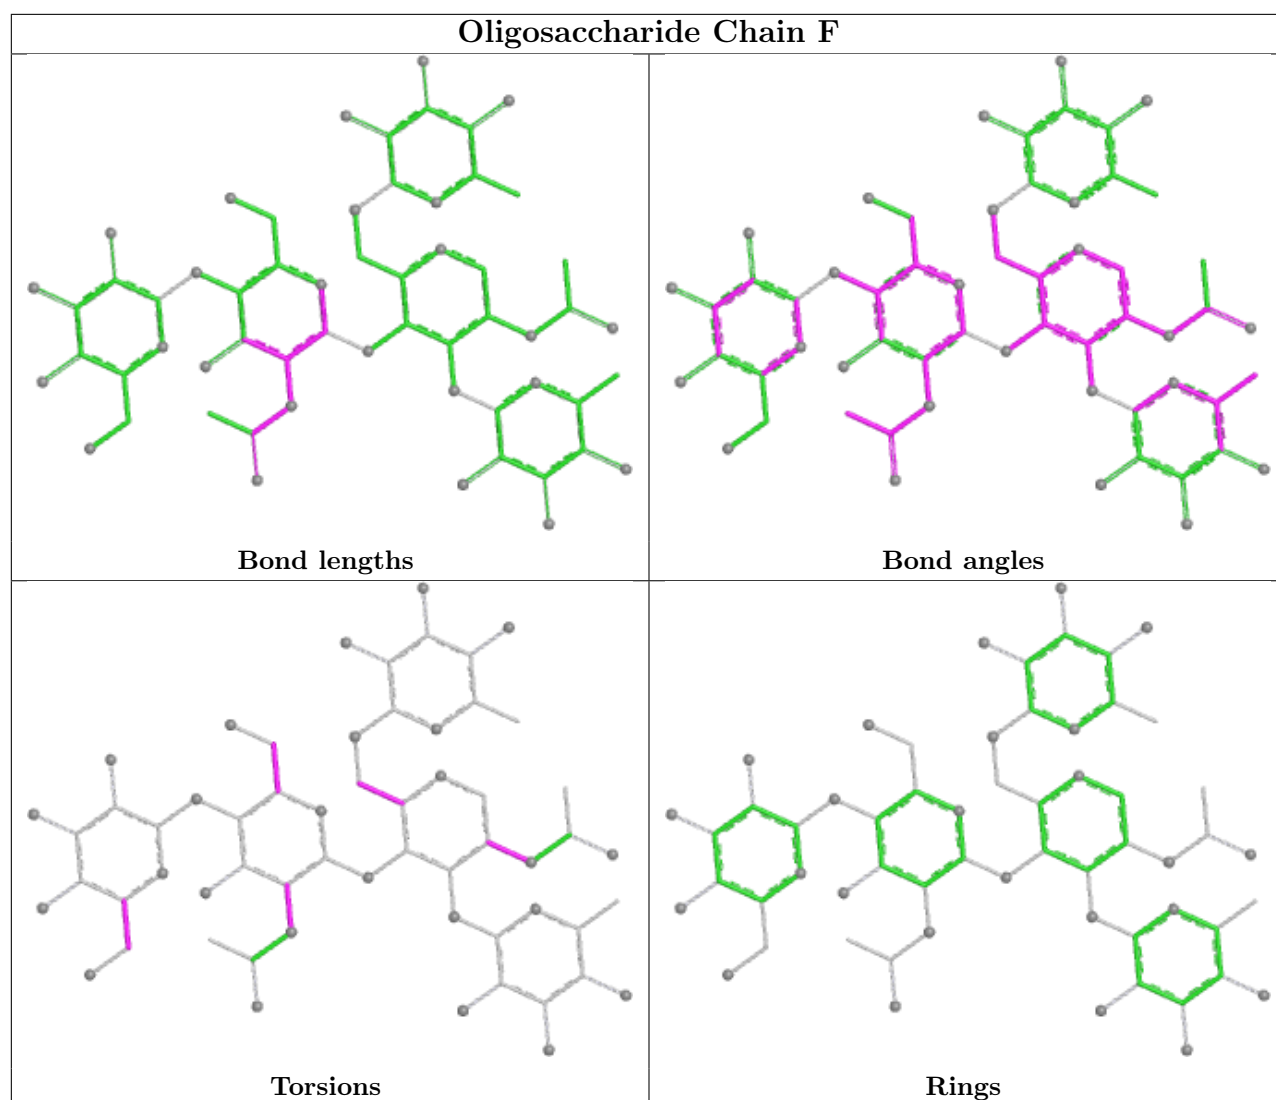 Oligosaccharide Chain F
Bond lengths
Bond angles
Torsions
Rings